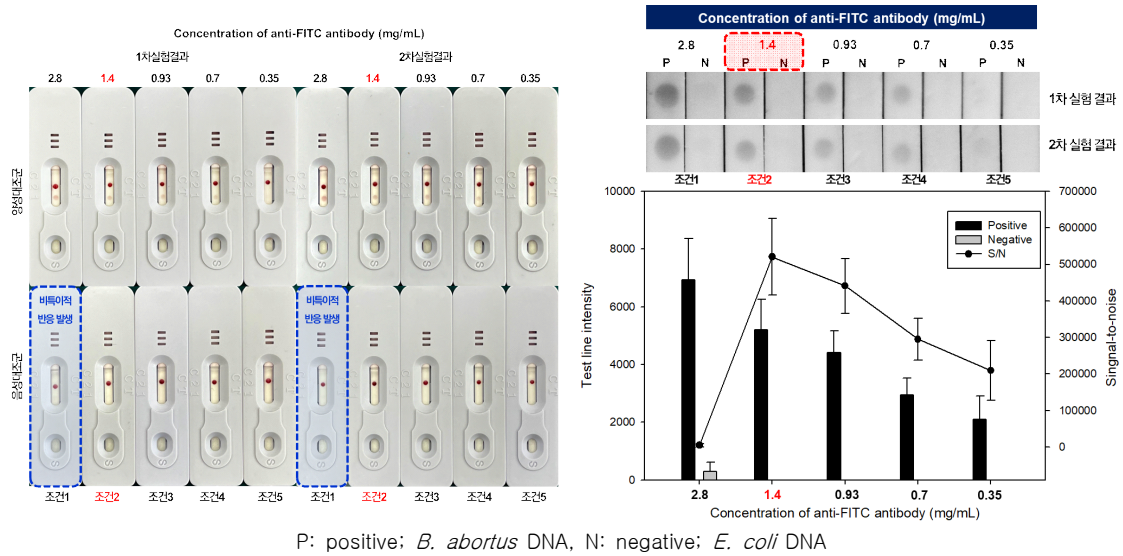 Concentration of anti-FITC antibody (mg/mL)
1차실험결과 2차실험결과
2.8 1.4 0.93 0.7 0.35 2.8 1.4 0.93 0.7 0.35
양성대조군
비특이적 반응 발생
비특이적 반응 발생
음성대조군
조건1 조건2 조건3 조건4 조건5 조건1 조건2 조건3 조건4 조건5
Concentration of anti-FITC antibody (mg/mL)
2.8 1.4 0.93 0.7 0.35
P N P N P N P N P N
1차 실험 결과
2차 실험 결과
조건1 조건2 조건3 조건4 조건5
10000
8000
6000
4000
2000
0
Test line intensity
Positive
Negative
S/N
700000
600000
500000
400000
300000
200000
100000
0
Singnal-to-noise
2.8 1.4 0.93 0.7 0.35
Concentration of anti-FITC antibody (mg/mL)
P: positive; B. abortus DNA, N: negative; E. coli DNA